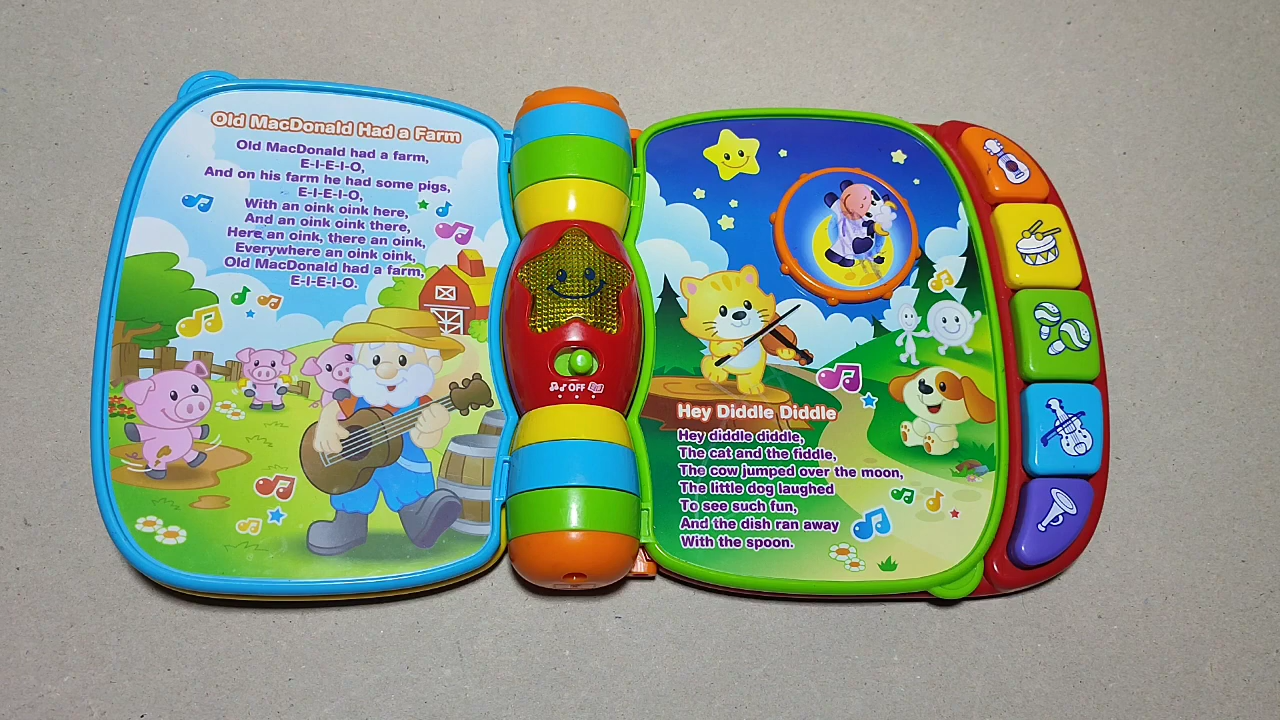 Old MacDonald Had a Farm
Old MacDonald had a farm,
E-I-E-I-O,
And on his farm he had some pigs,
E-I-E-I-O,
With an oink oink here,
And an oink oink there,
Here an oink, there an oink,
Everywhere an oink oink,
Old MacDonald had a farm,
E-I-E-I-O.
OFF
Hey Diddle Diddle
Hey diddle diddle,
The cat and the fiddle,
The cow jumped over the moon,
The little dog laughed
To see such fun,
And the dish ran away
With the spoon.